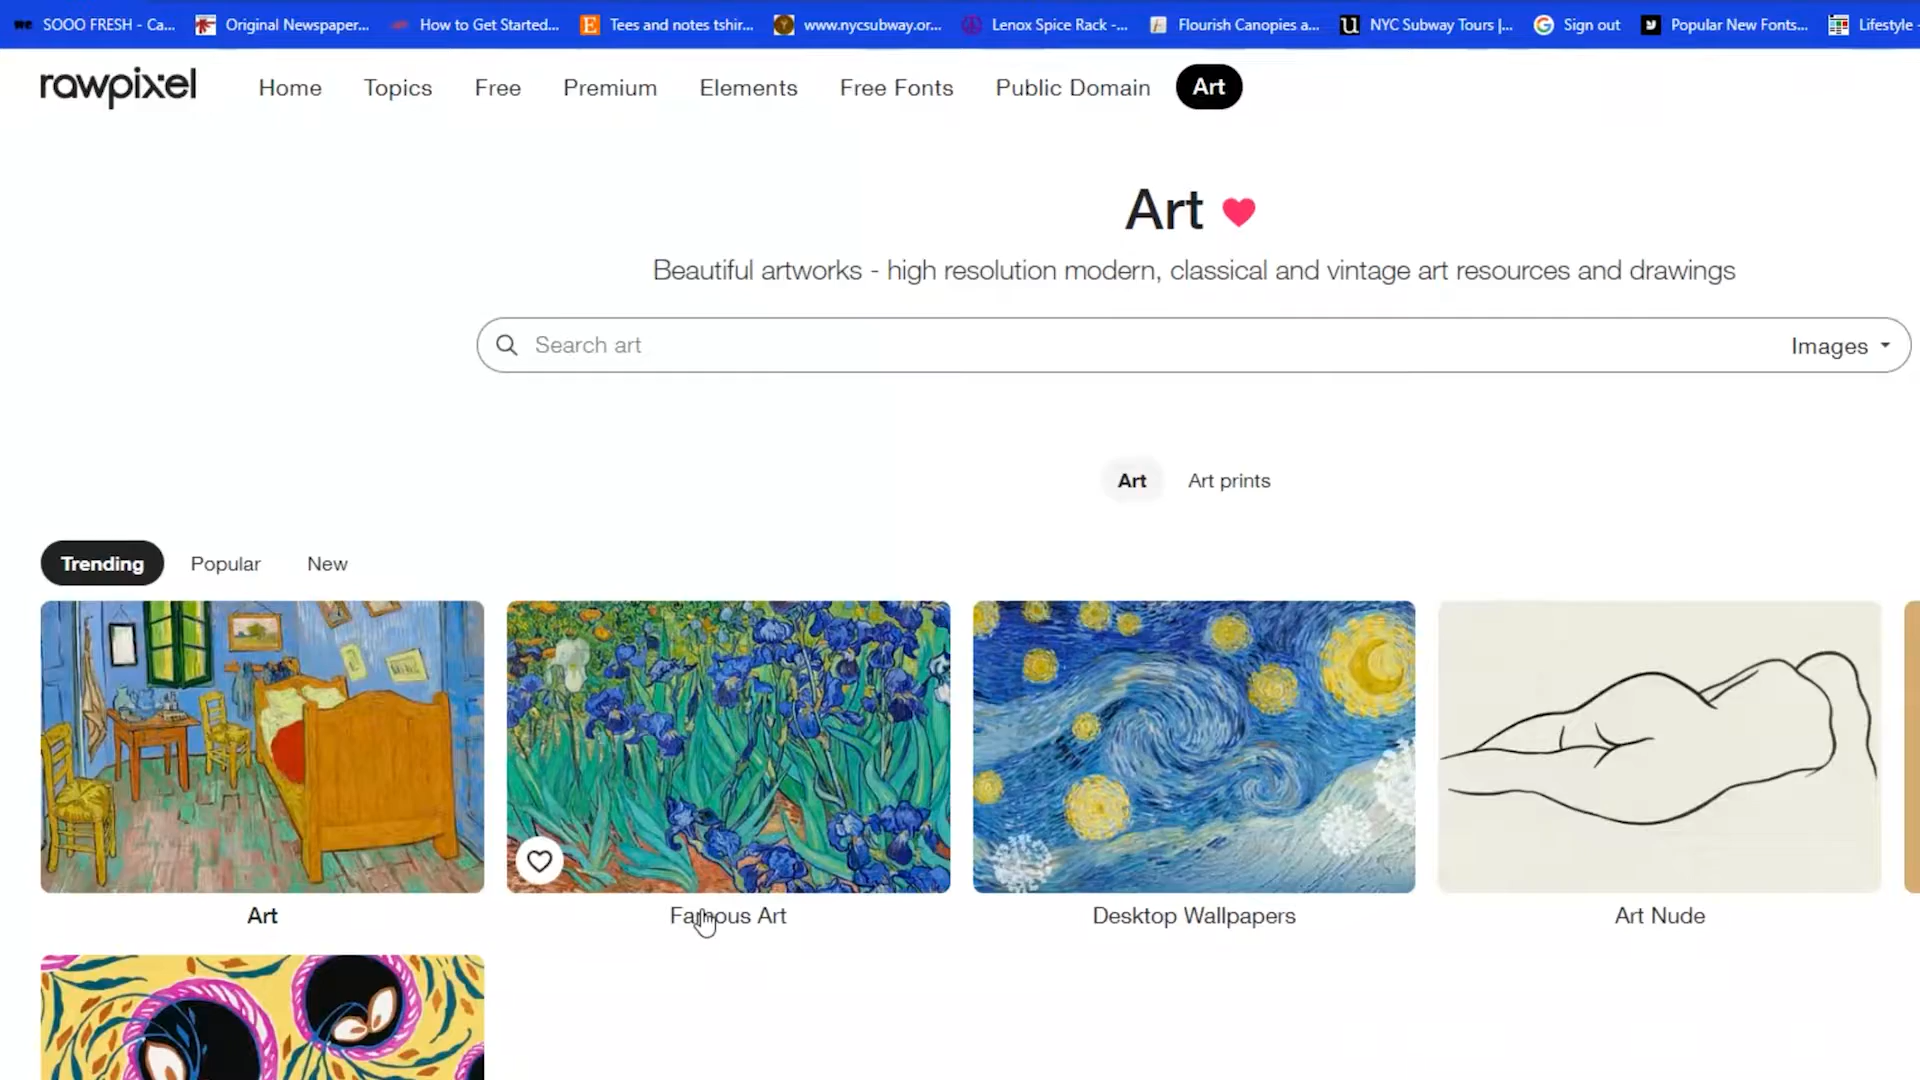 SOOO FRESH - Ca... Original Newspaper... How to Get Started... Tees and notes tshir... www.nycsubway.or... Lenox Spice Rack -... Flourish Canopies a... NYC Subway Tours |... Sign out Popular New Fonts... Lifestyle
rawpixel Home Topics Free Premium Elements Free Fonts Public Domain Art
Art
Beautiful artworks - high resolution modern, classical and vintage art resources and drawings
Search art Images
Art Art prints
Trending Popular New
Art Famous Art Desktop Wallpapers Art Nude